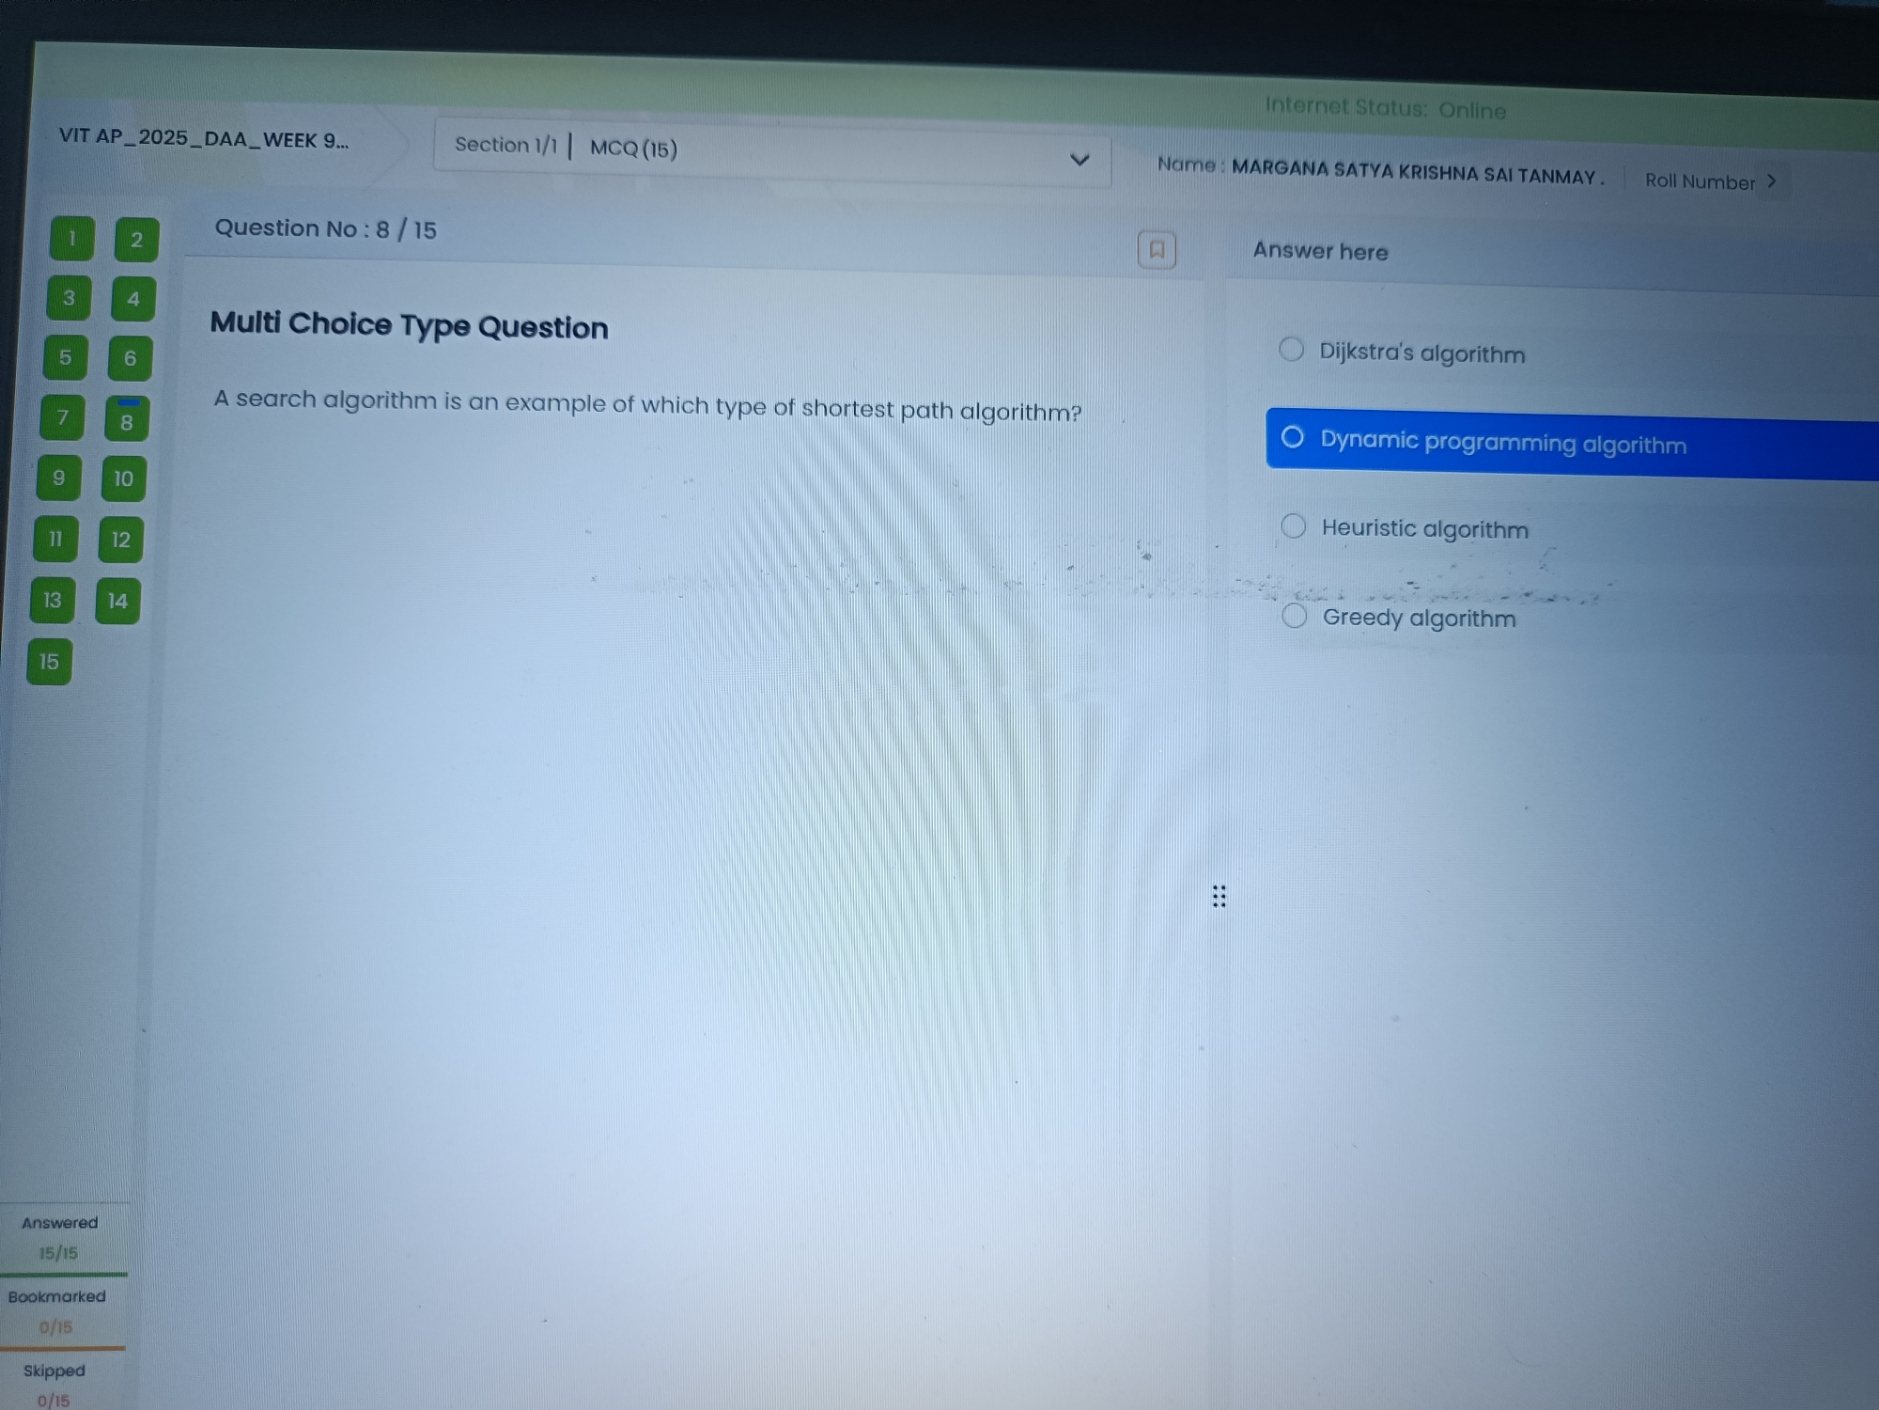 Internet Status: Online
VIT AP_2025_DAA_WEEK 9...
Section 1/1 | MCQ(15)
Name : MARGANA SATYA KRISHNA SAI TANMAY .
Roll Number >
1 2
3 4
5 6
7 8
9 10
11 12
13 14
15
Question No : 8 / 15
Multi Choice Type Question
A search algorithm is an example of which type of shortest path algorithm?
Answer here
Dijkstra's algorithm
Dynamic programming algorithm
Heuristic algorithm
Greedy algorithm
Answered
15/15
Bookmarked
0/15
Skipped
0/15